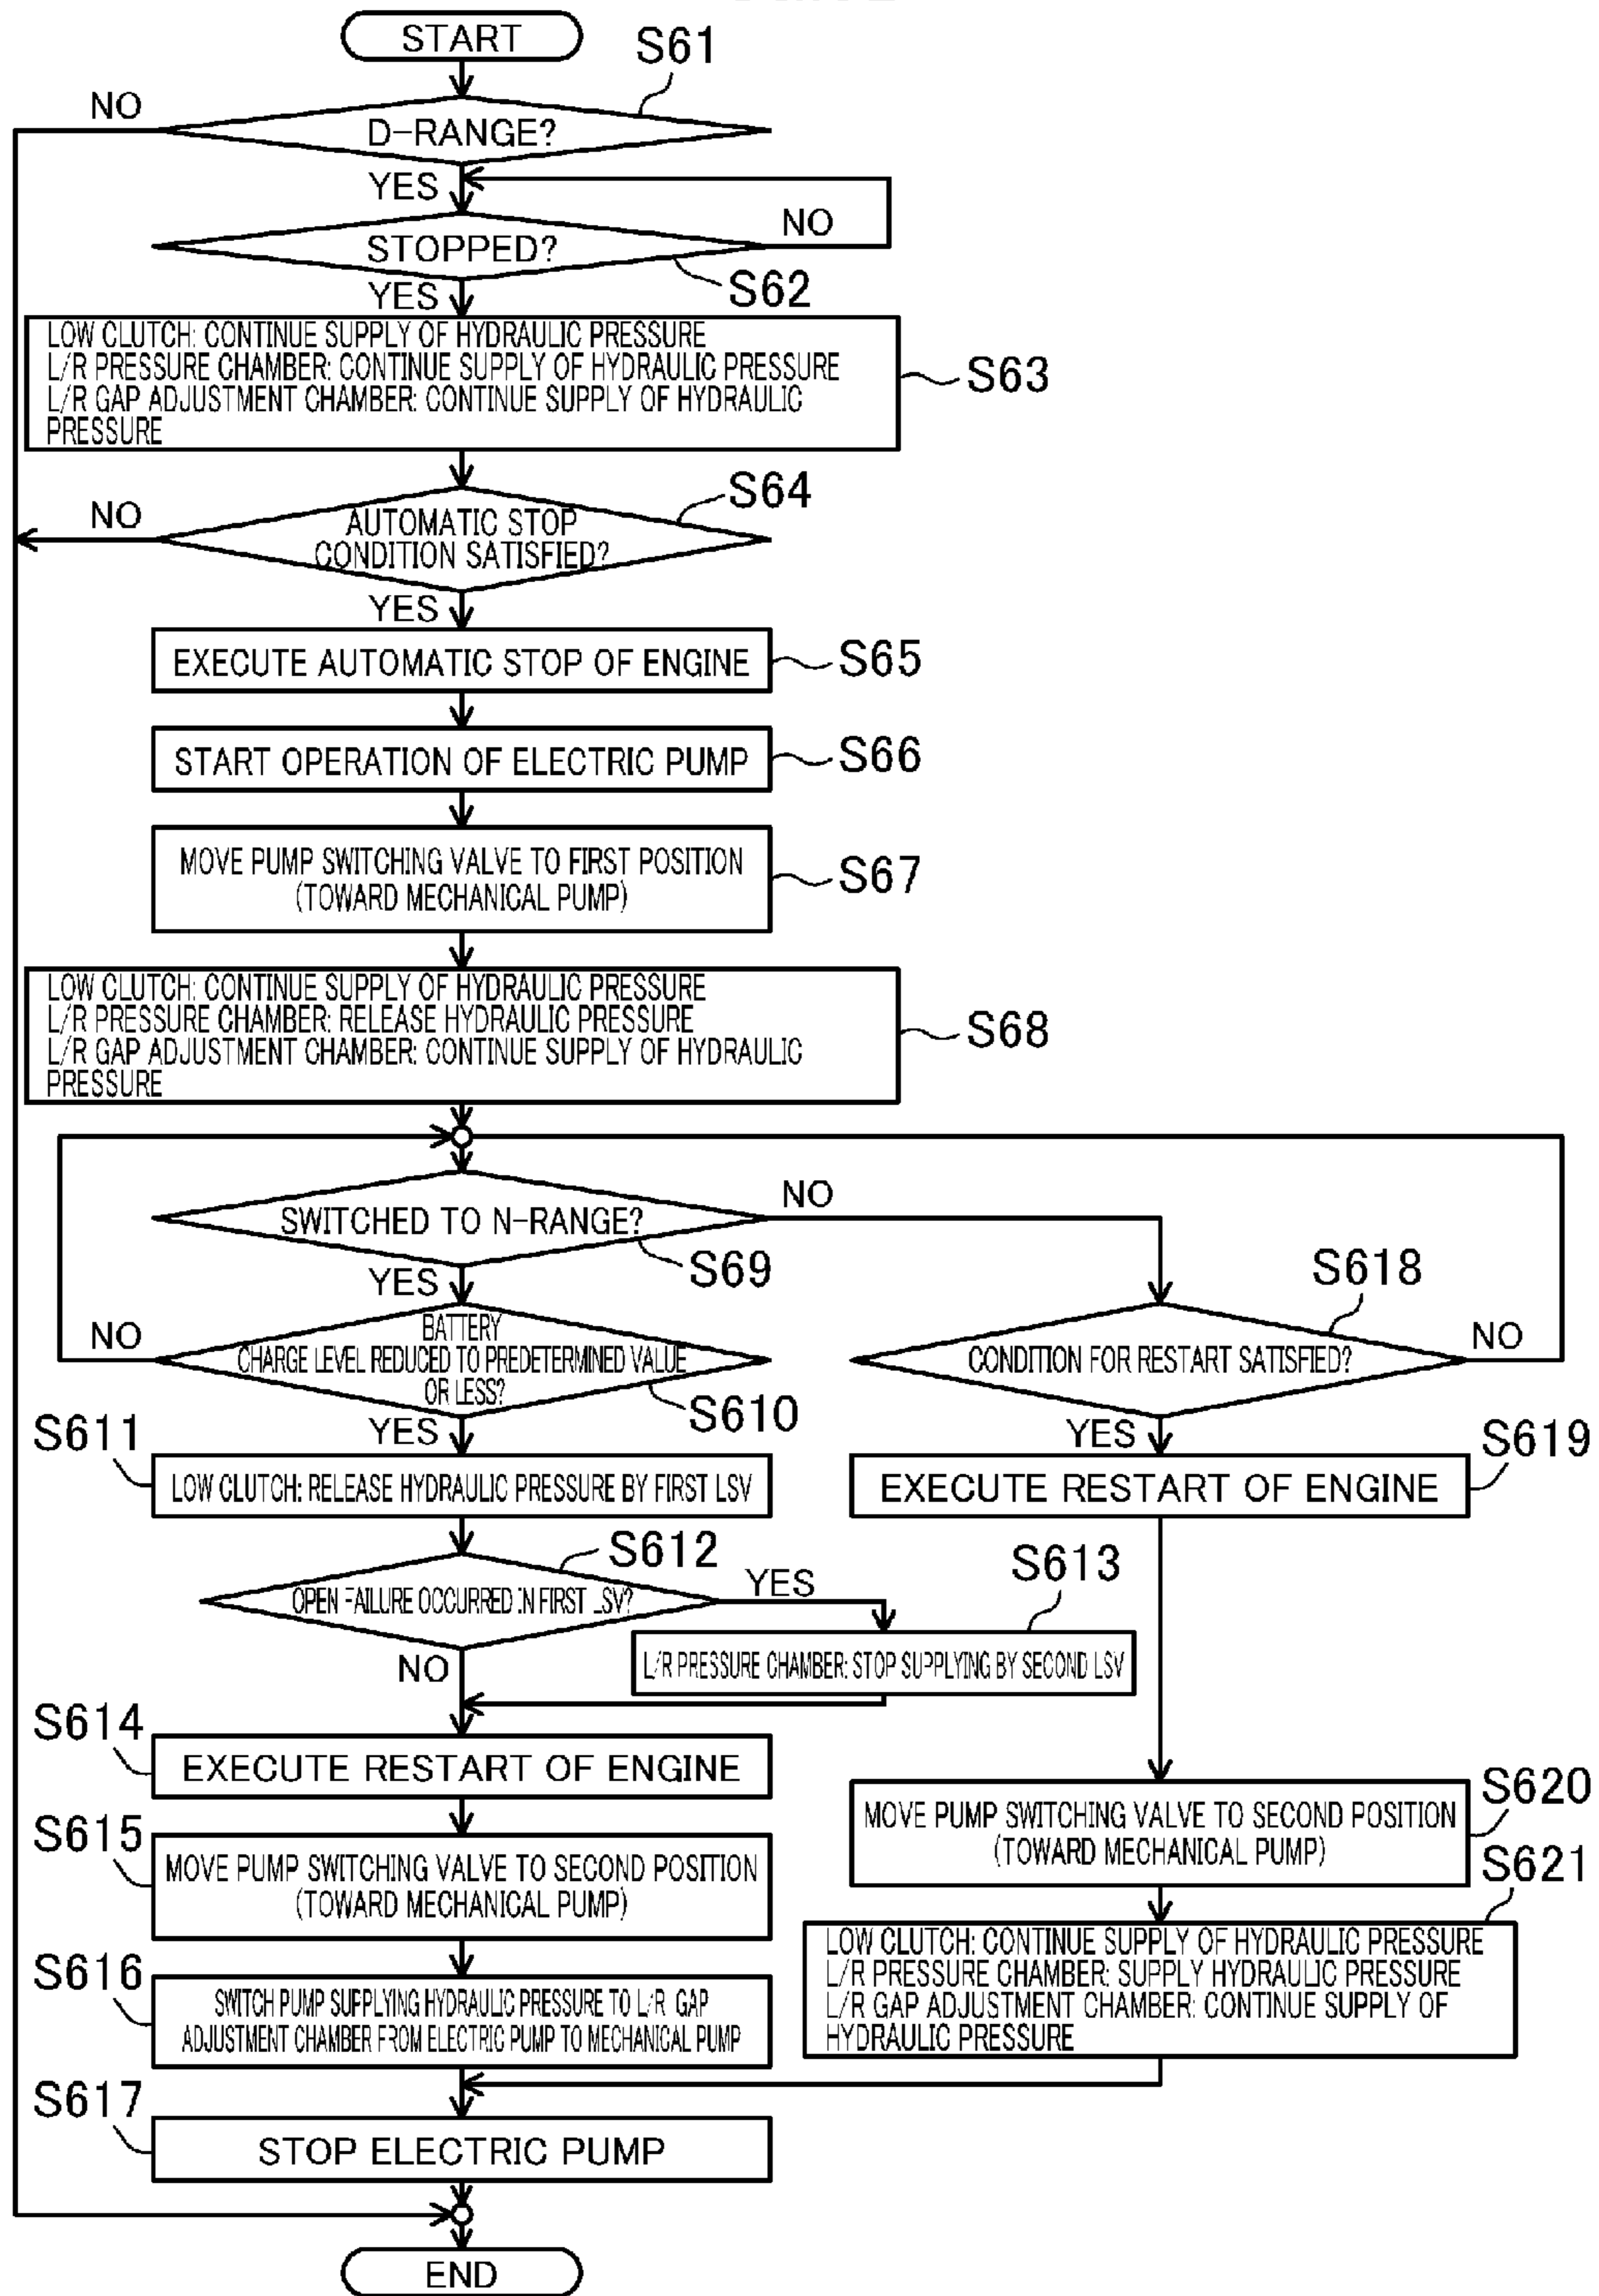 START
S61
NO
D-RANGE?
YES
NO
STOPPED?
S62
YES
LOW CLUTCH: CONTINUE SUPPLY OF HYDRAULIC PRESSURE
L/R PRESSURE CHAMBER: CONTINUE SUPPLY OF HYDRAULIC PRESSURE
L/R GAP ADJUSTMENT CHAMBER: CONTINUE SUPPLY OF HYDRAULIC
PRESSURE
S63
S64
NO
AUTOMATIC STOP
CONDITION SATISFIED?
YES
EXECUTE AUTOMATIC STOP OF ENGINE
S65
START OPERATION OF ELECTRIC PUMP
S66
MOVE PUMP SWITCHING VALVE TO FIRST POSITION
(TOWARD MECHANICAL PUMP)
S67
LOW CLUTCH: CONTINUE SUPPLY OF HYDRAULIC PRESSURE
L/R PRESSURE CHAMBER: RELEASE HYDRAULIC PRESSURE
L/R GAP ADJUSTMENT CHAMBER: CONTINUE SUPPLY OF HYDRAULIC
PRESSURE
S68
SWITCHED TO N-RANGE?
NO
S69
YES
S618
NO
BATTERY
CHARGE LEVEL REDUCED TO PREDETERMINED VALUE
OR LESS?
S610
CONDITION FOR RESTART SATISFIED?
NO
YES
YES
S611
LOW CLUTCH: RELEASE HYDRAULIC PRESSURE BY FIRST LSV
S619
EXECUTE RESTART OF ENGINE
S612
OPEN FAILURE OCCURRED IN FIRST LSV?
YES
S613
NO
L/R PRESSURE CHAMBER: STOP SUPPLYING BY SECOND LSV
S614
EXECUTE RESTART OF ENGINE
S620
MOVE PUMP SWITCHING VALVE TO SECOND POSITION
(TOWARD MECHANICAL PUMP)
S615
MOVE PUMP SWITCHING VALVE TO SECOND POSITION
(TOWARD MECHANICAL PUMP)
S621
LOW CLUTCH: CONTINUE SUPPLY OF HYDRAULIC PRESSURE
L/R PRESSURE CHAMBER: SUPPLY HYDRAULIC PRESSURE
L/R GAP ADJUSTMENT CHAMBER: CONTINUE SUPPLY OF
HYDRAULIC PRESSURE
S616
SWITCH PUMP SUPPLYING HYDRAULIC PRESSURE TO L/R GAP
ADJUSTMENT CHAMBER FROM ELECTRIC PUMP TO MECHANICAL PUMP
S617
STOP ELECTRIC PUMP
END